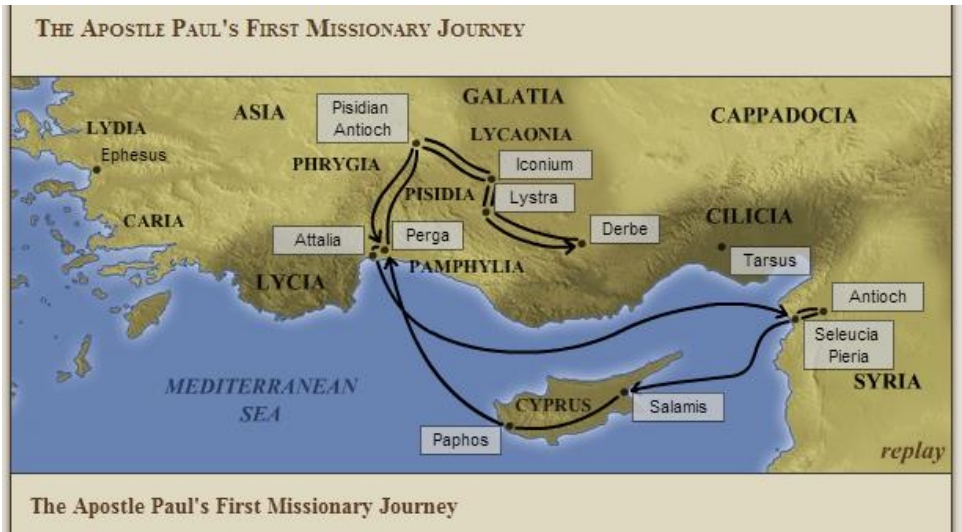 THE APOSTLE PAUL'S FIRST MISSIONARY JOURNEY
GALATIA
Pisidian
Antioch
ASIA
CAPPADOCIA
LYDIA
LYCAONIA
Ephesus
PHRYGIA
Iconium
PISIDIA
Lystra
CARIA
CILICIA
Derbe
Attalia
Perga
PAMPHYLIA
Tarsus
LYCIA
Antioch
Seleucia
Pieria
MEDITERRANEAN
SEA
SYRIA
CYPRUS
Salamis
Paphos
replay
The Apostle Paul's First Missionary Journey